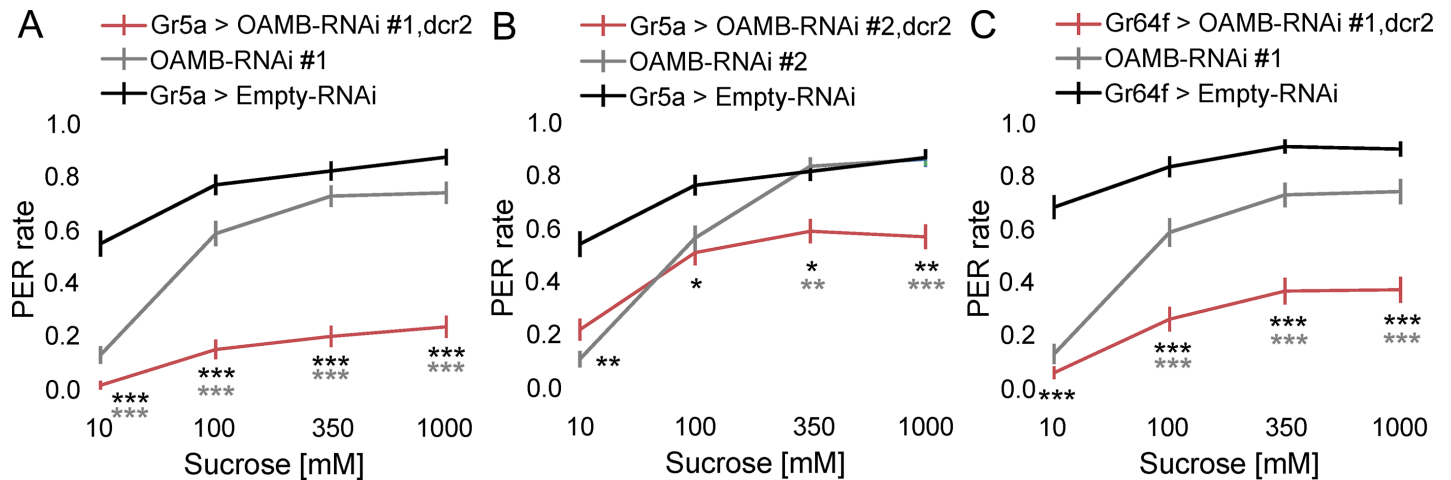 A
Gr5a > OAMB-RNAi #1,dcr2
OAMB-RNAi #1
Gr5a > Empty-RNAi
PER rate
1.0
0.8
0.6
0.4
0.2
0.0
***
***
***
***
***
***
***
***
10 100 350 1000
Sucrose [mM]
B
Gr5a > OAMB-RNAi #2,dcr2
OAMB-RNAi #2
Gr5a > Empty-RNAi
PER rate
1.0
0.8
0.6
0.4
0.2
0.0
**
*
*
**
**
***
10 100 350 1000
Sucrose [mM]
C
Gr64f > OAMB-RNAi #1,dcr2
OAMB-RNAi #1
Gr64f > Empty-RNAi
PER rate
1.0
0.8
0.6
0.4
0.2
0.0
***
***
***
***
***
***
***
10 100 350 1000
Sucrose [mM]